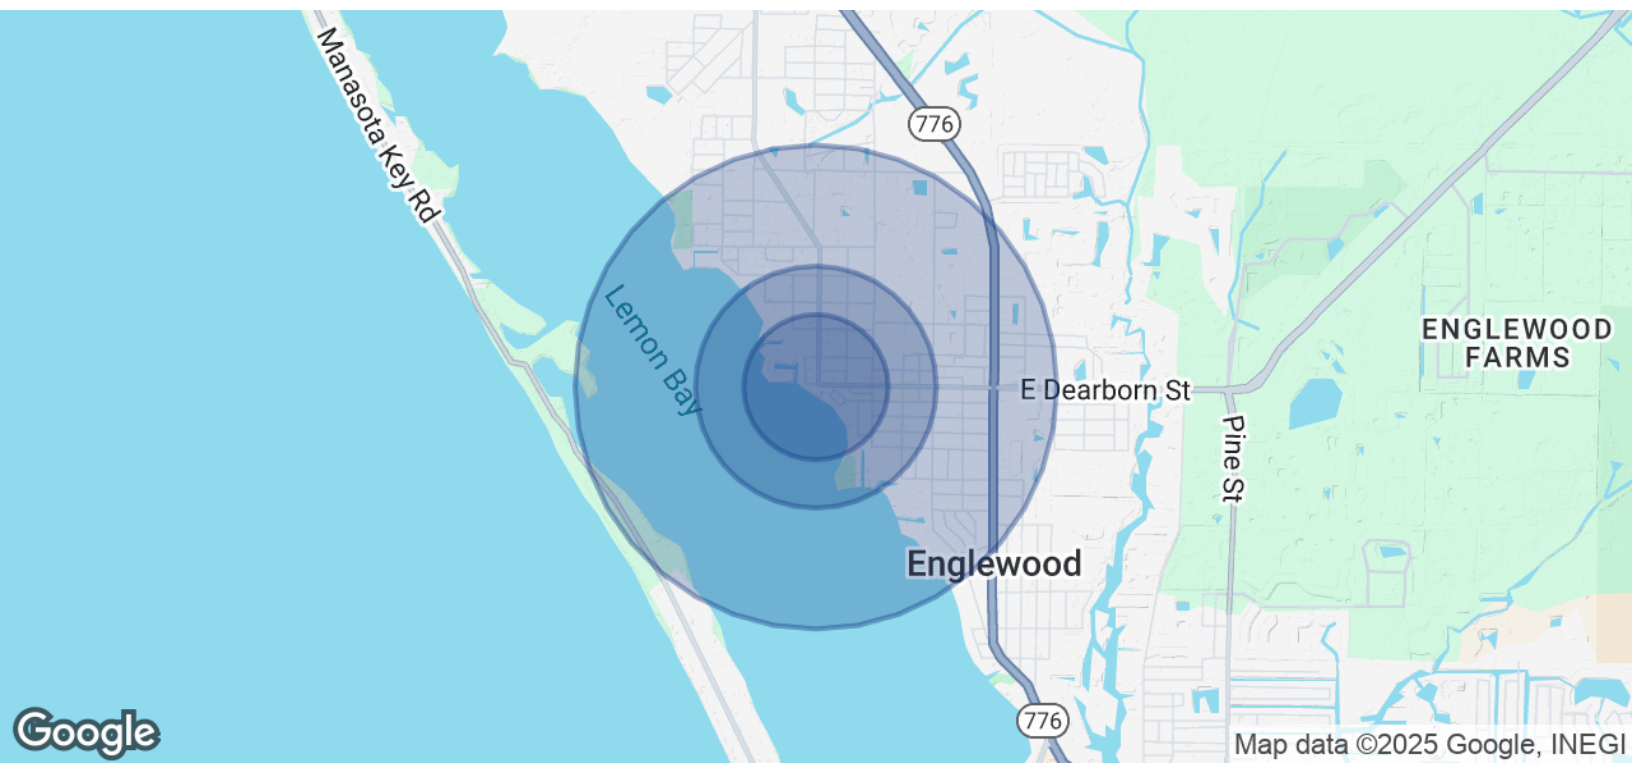 Manasota Key Rd
776
Lemon Bay
ENGLEWOOD
FARMS
E Dearborn St
Pine St
Englewood
776
Google
Map data ©2025 Google, INEGI